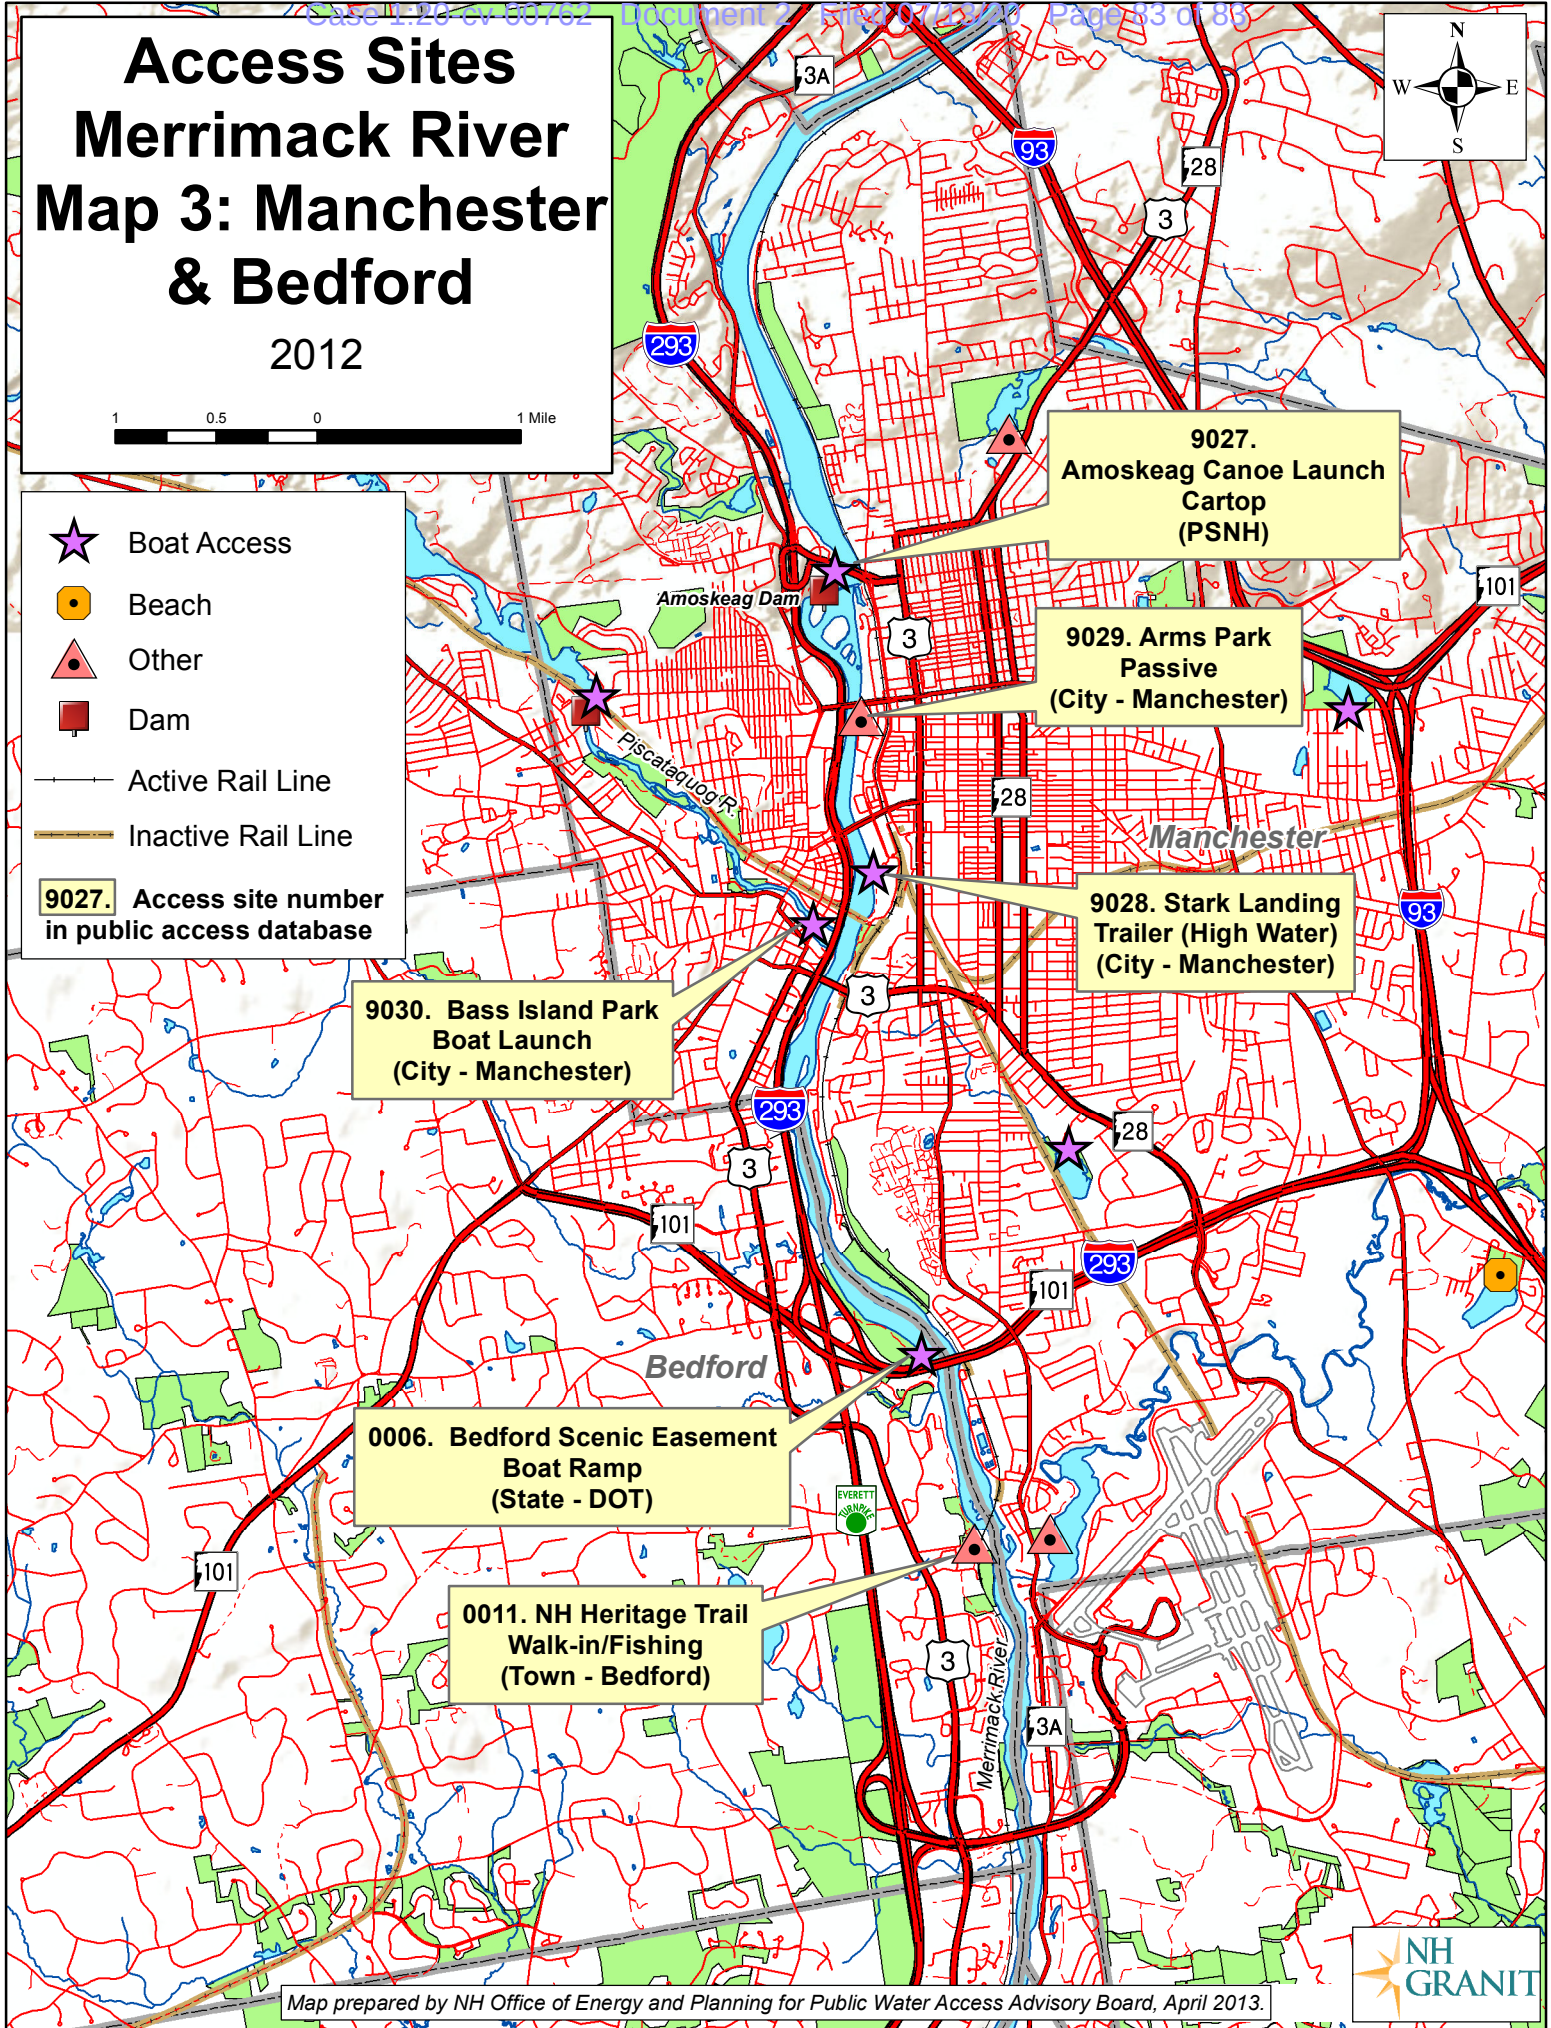 Case 1:20-cv-00762 Document 2 Filed 07/13/20 Page 83 of 83
Access Sites
Merrimack River
Map 3: Manchester
& Bedford
2012
1 0.5 0 1 Mile
N
W E
S
Boat Access
Beach
Other
Dam
Active Rail Line
Inactive Rail Line
9027. Access site number
in public access database
3A
93
28
3
293
9027.
Amoskeag Canoe Launch
Cartop
(PSNH)
101
Amoskeag Dam
3
9029. Arms Park
Passive
(City - Manchester)
Piscataquog R.
28
Manchester
9028. Stark Landing
Trailer (High Water)
(City - Manchester)
93
3
9030. Bass Island Park
Boat Launch
(City - Manchester)
293
28
3
101
293
101
Bedford
0006. Bedford Scenic Easement
Boat Ramp
(State - DOT)
EVERETT
TURNPIKE
101
0011. NH Heritage Trail
Walk-in/Fishing
(Town - Bedford)
3
Merrimack River
3A
NH
GRANIT
Map prepared by NH Office of Energy and Planning for Public Water Access Advisory Board, April 2013.